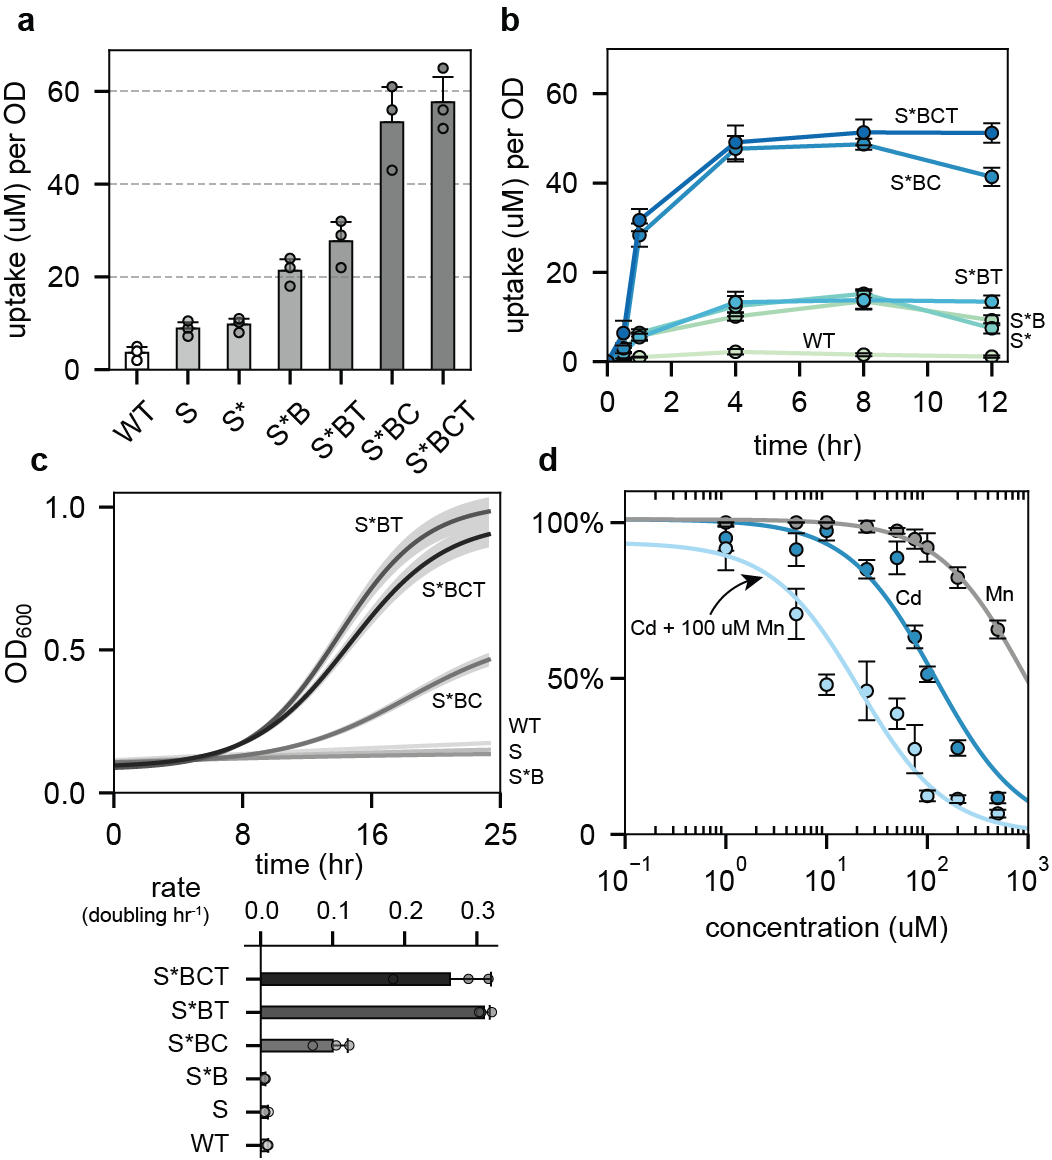 a
uptake (uM) per OD
60
40
20
0
WT
S
S*
S*B
S*BT
S*BC
S*BCT
b
uptake (uM) per OD
60
40
20
0
S*BCT
S*BC
S*BT
S*B
S*
WT
0 2 4 6 8 10 12
time (hr)
c
OD600
1.0
0.5
0.0
S*BT
S*BCT
S*BC
WT
S
S*B
0 8 16 25
time (hr)
rate
(doubling hr-1)
0.0 0.1 0.2 0.3
S*BCT
S*BT
S*BC
S*B
S
WT
d
100%
50%
0
Cd
Mn
Cd + 100 uM Mn
10−1 100 101 102 103
concentration (uM)